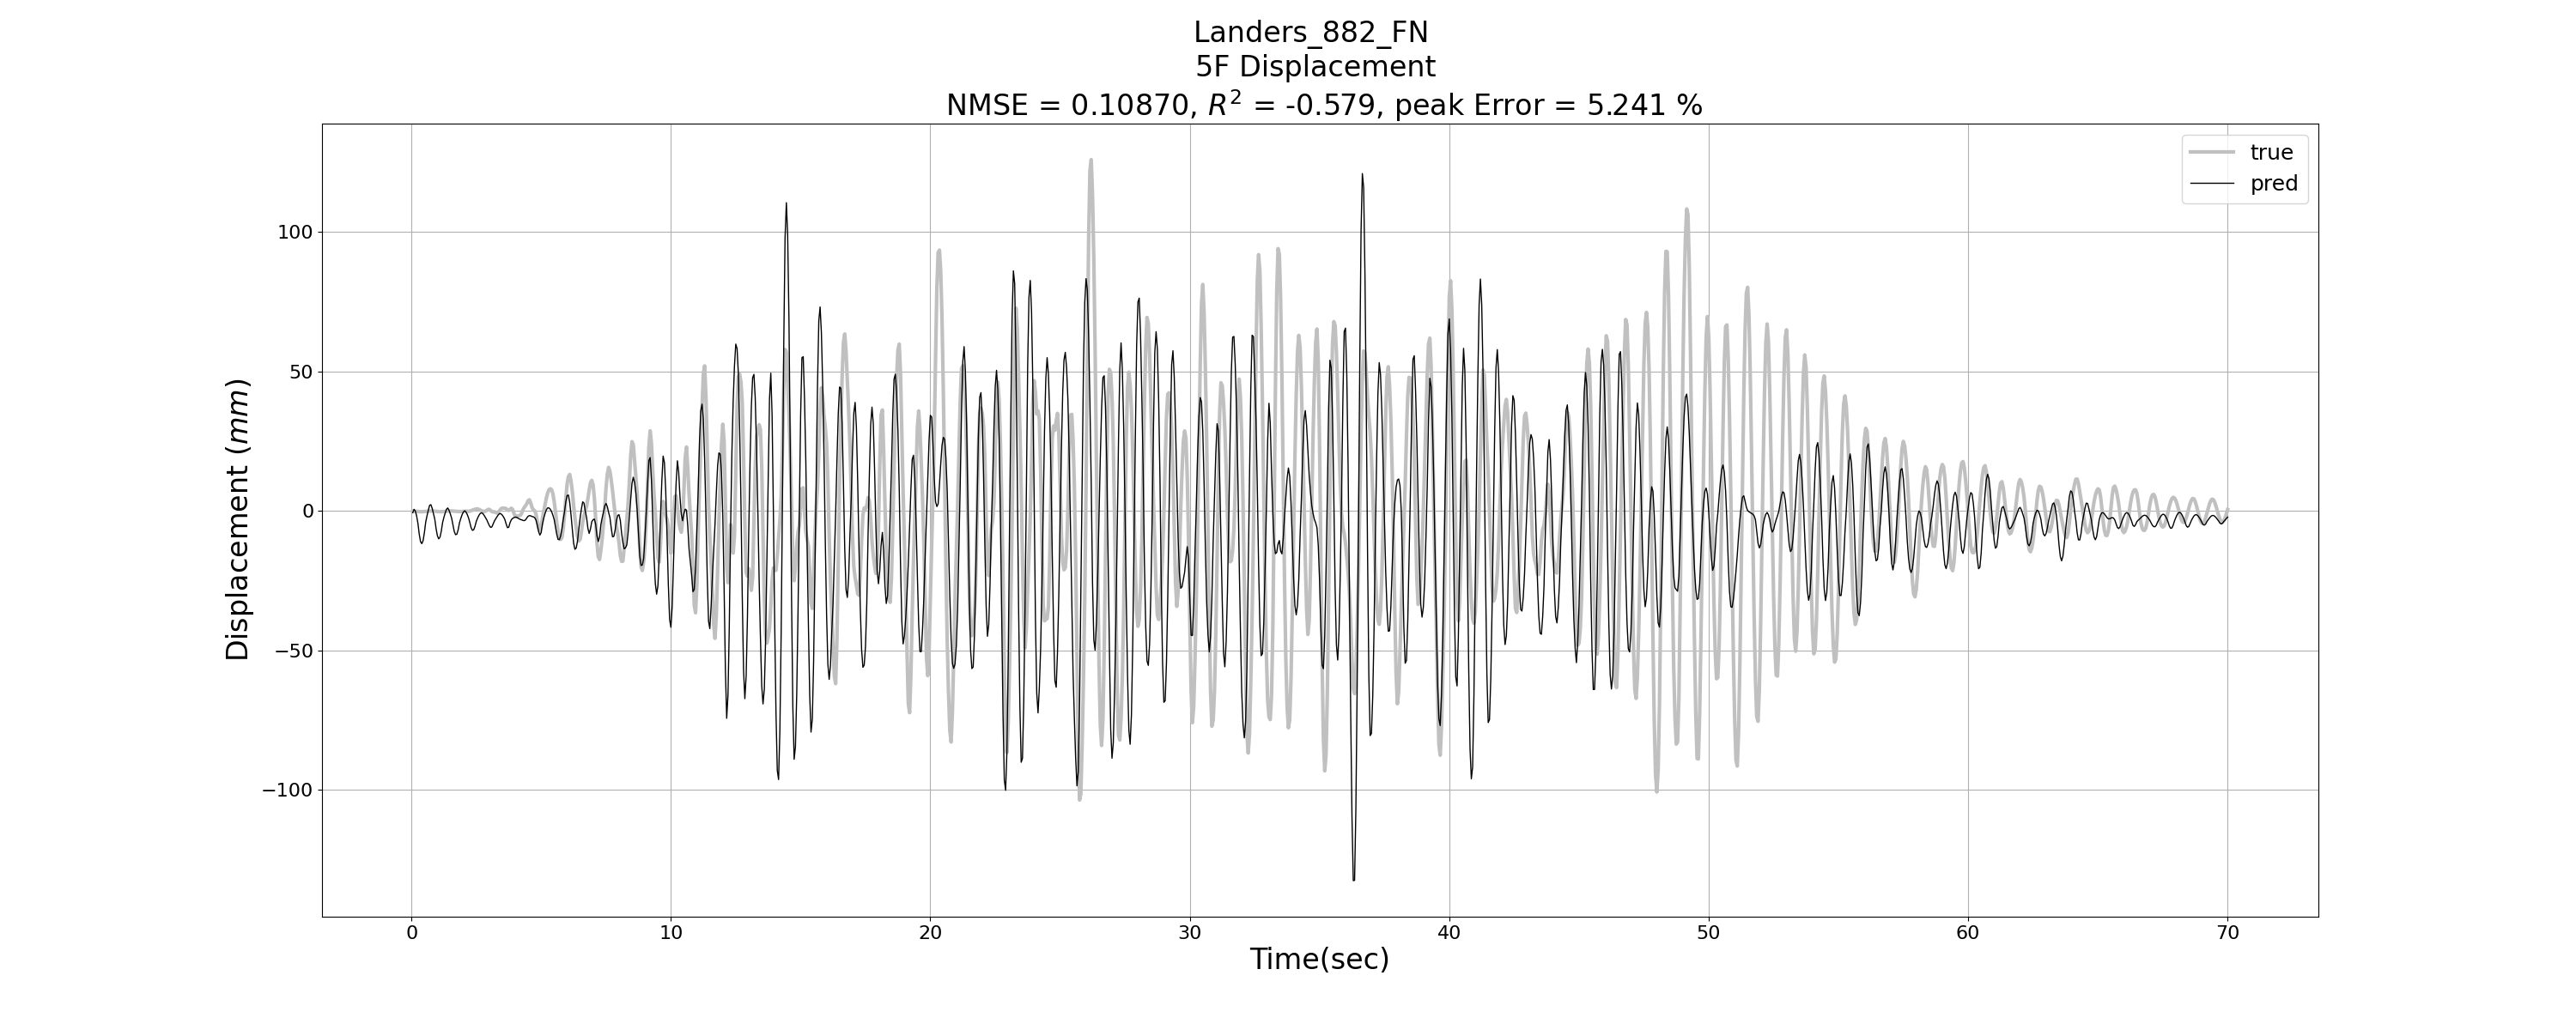 Landers_882_FN
5F Displacement
NMSE = 0.10870, R² = -0.579, peak Error = 5.241 %
true
pred
Displacement (mm)
100
50
0
−50
−100
0 10 20 30 40 50 60 70
Time(sec)